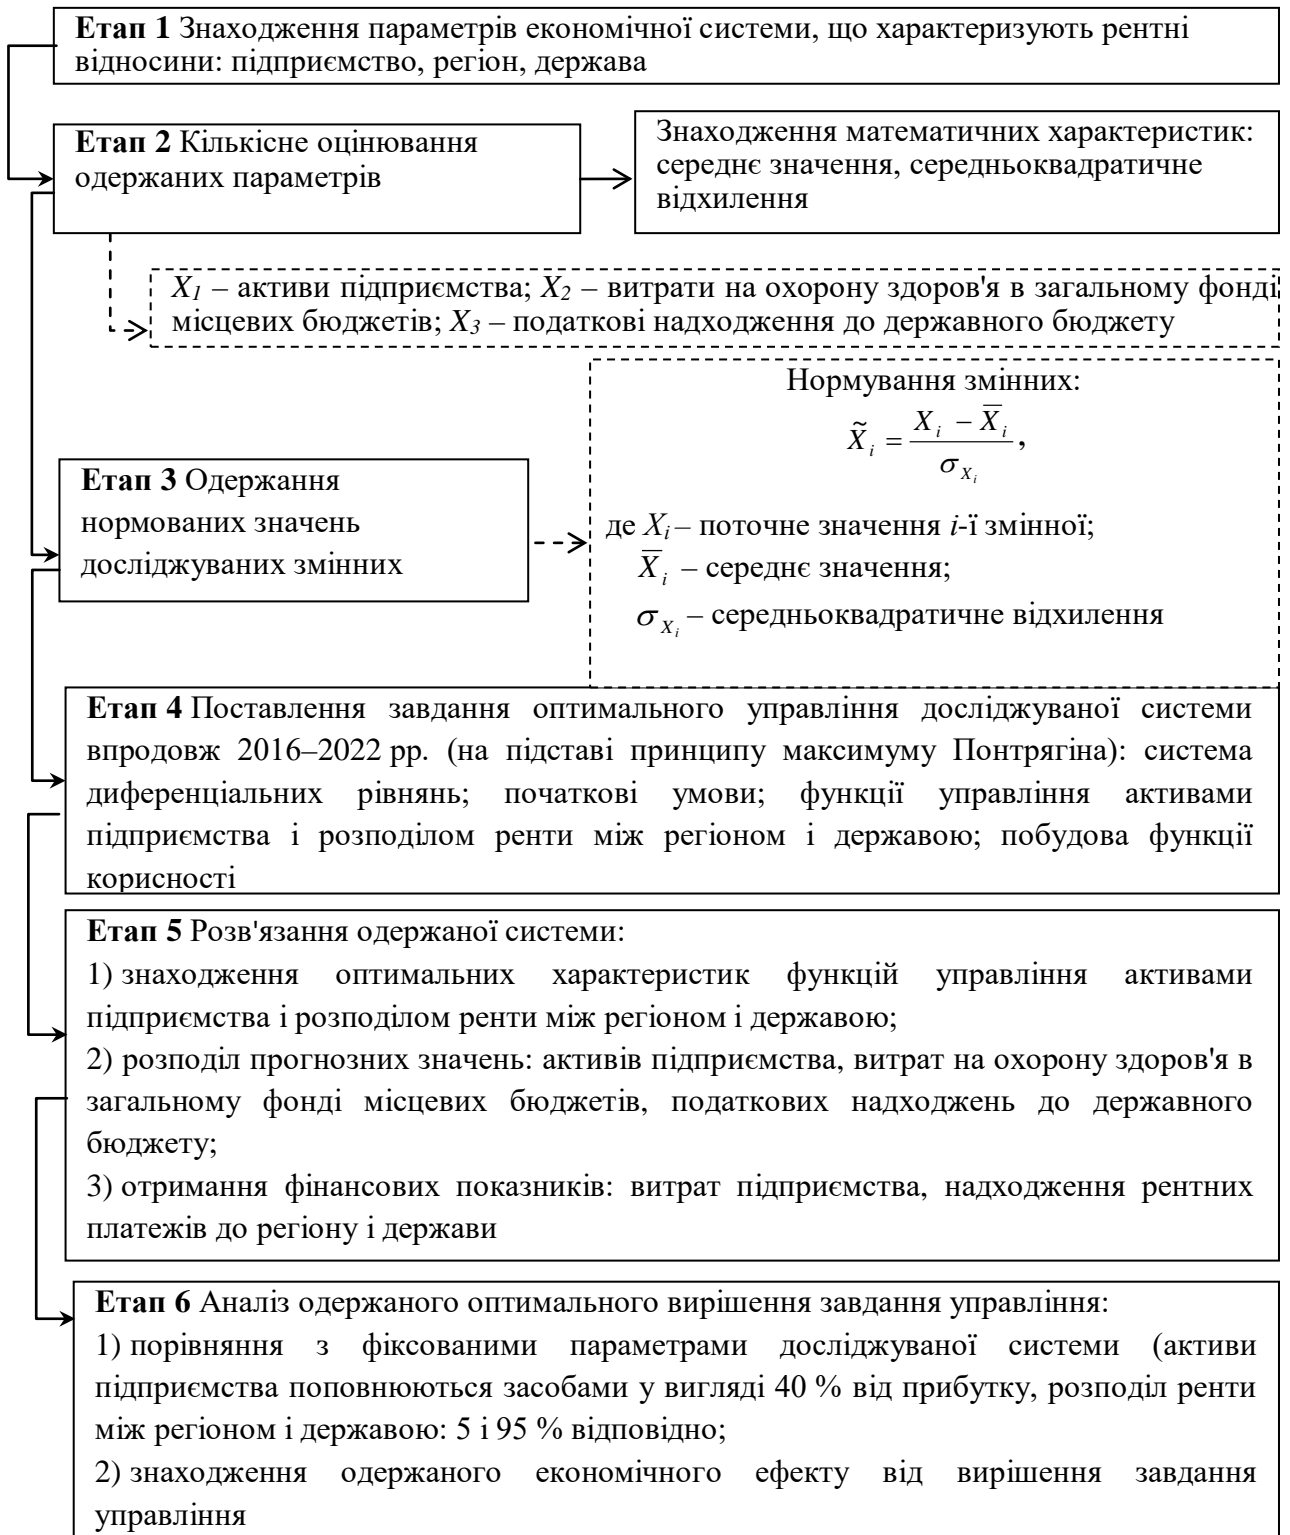 Етап 1 Знаходження параметрів економічної системи, що характеризують рентні
відносини: підприємство, регіон, держава
Етап 2 Кількісне оцінювання
одержаних параметрів
Знаходження математичних характеристик:
середнє значення, середньоквадратичне
відхилення
X₁ – активи підприємства; X₂ – витрати на охорону здоров'я в загальному фонді
місцевих бюджетів; X₃ – податкові надходження до державного бюджету
Нормування змінних:
X̃ᵢ = (Xᵢ − X̅ᵢ) / σ_Xᵢ,
Етап 3 Одержання
нормованих значень
досліджуваних змінних
де Xᵢ – поточне значення i-ї змінної;
X̅ᵢ – середнє значення;
σ_Xᵢ – середньоквадратичне відхилення
Етап 4 Поставлення завдання оптимального управління досліджуваної системи
впродовж 2016–2022 рр. (на підставі принципу максимуму Понтрягіна): система
диференціальних рівнянь; початкові умови; функції управління активами
підприємства і розподілом ренти між регіоном і державою; побудова функції
корисності
Етап 5 Розв'язання одержаної системи:
1) знаходження оптимальних характеристик функцій управління активами
підприємства і розподілом ренти між регіоном і державою;
2) розподіл прогнозних значень: активів підприємства, витрат на охорону здоров'я в
загальному фонді місцевих бюджетів, податкових надходжень до державного
бюджету;
3) отримання фінансових показників: витрат підприємства, надходження рентних
платежів до регіону і держави
Етап 6 Аналіз одержаного оптимального вирішення завдання управління:
1) порівняння з фіксованими параметрами досліджуваної системи (активи
підприємства поповнюються засобами у вигляді 40 % від прибутку, розподіл ренти
між регіоном і державою: 5 і 95 % відповідно;
2) знаходження одержаного економічного ефекту від вирішення завдання
управління